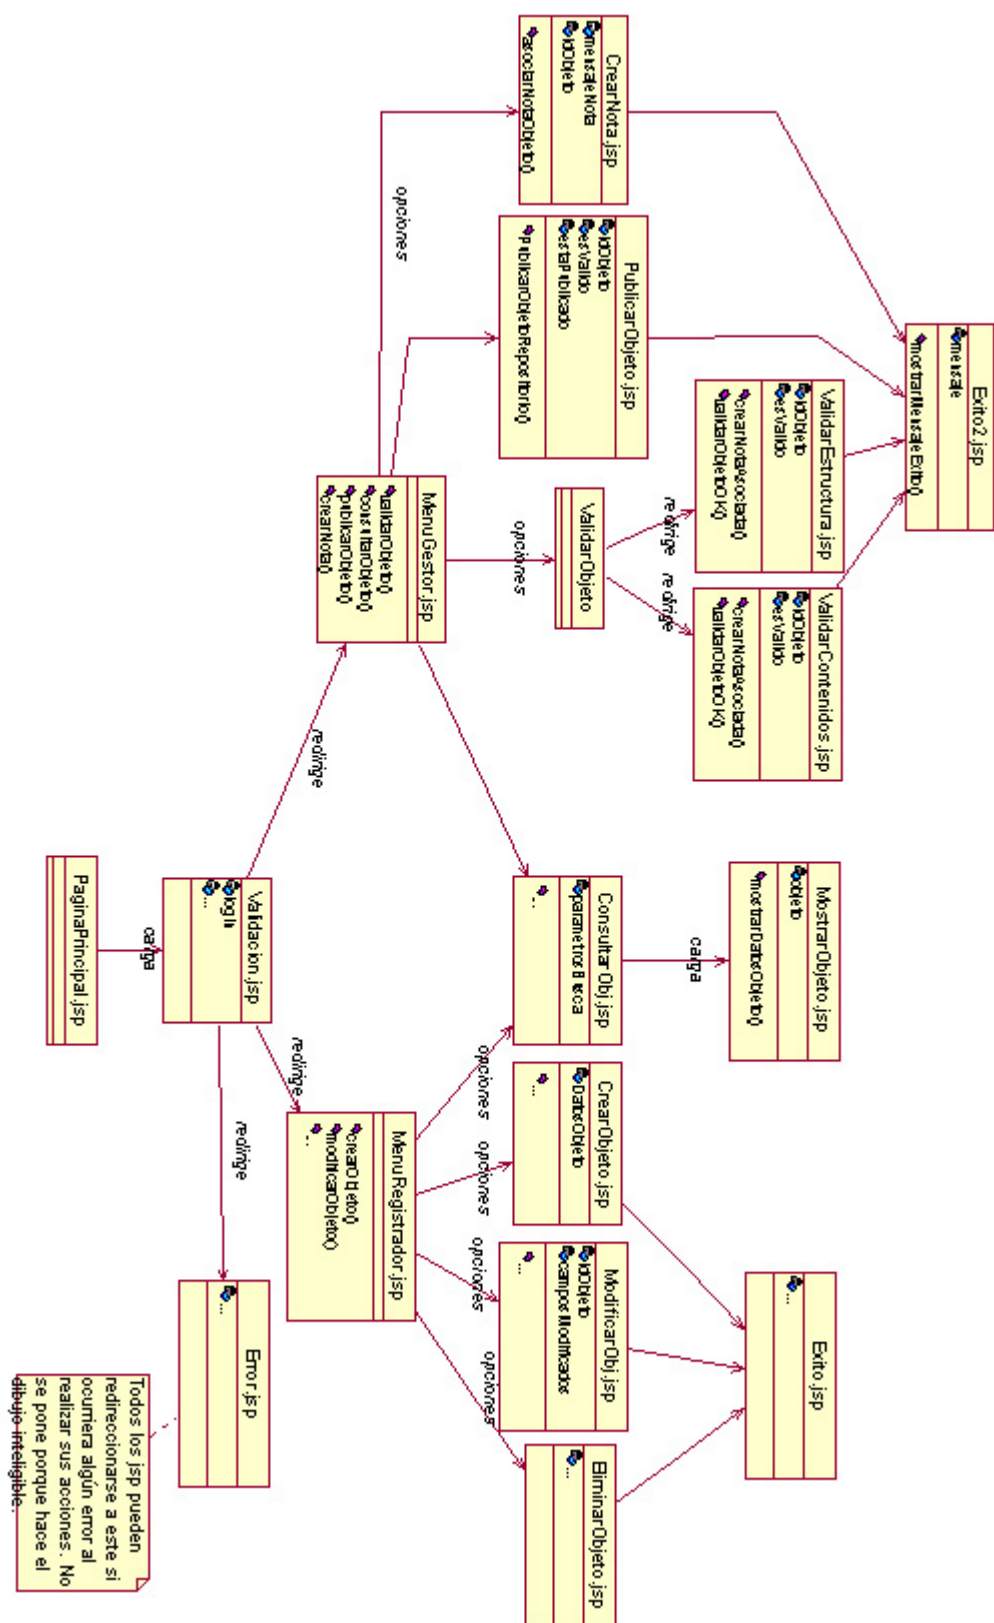 PaginaPrincipal.jsp
carga
Validacion.jsp
login
...
redirige
redirige
redirige
Error.jsp
...
Todos los jsp pueden
redireccionarse a este si
ocurriera algún error al
realizar sus acciones. No
se pone porque hace el
dibujo inteligible.
MenuGestor.jsp
validarObjeto()
consultarObjeto()
publicarObjeto()
crearNota()
MenuRegistrador.jsp
crearObjeto()
modificarObjeto()
...
opciones
opciones
opciones
opciones
opciones
opciones
CrearNota.jsp
mensajeNota
idObjeto
asociarNotaObjeto()
PublicarObjeto.jsp
idObjeto
esValido
estaPublicado
PublicarObjetoRepositorio()
ValidarObjeto
redirige
redirige
ConsultarObj.jsp
parametrosBusca
...
CrearObjeto.jsp
DatosObjeto
...
ModificarObj.jsp
idObjeto
camposModificados
...
EliminarObjeto.jsp
...
ValidarEstructura.jsp
idObjeto
esValido
crearNotaAsociada()
validarObjetoOK()
ValidarContenidos.jsp
idObjeto
esValido
crearNotaAsociada()
validarObjetoOK()
carga
MostrarObjeto.jsp
objeto
mostrarDatosObjeto()
Exito2.jsp
mensaje
mostrarMensajeExito()
Exito.jsp
...